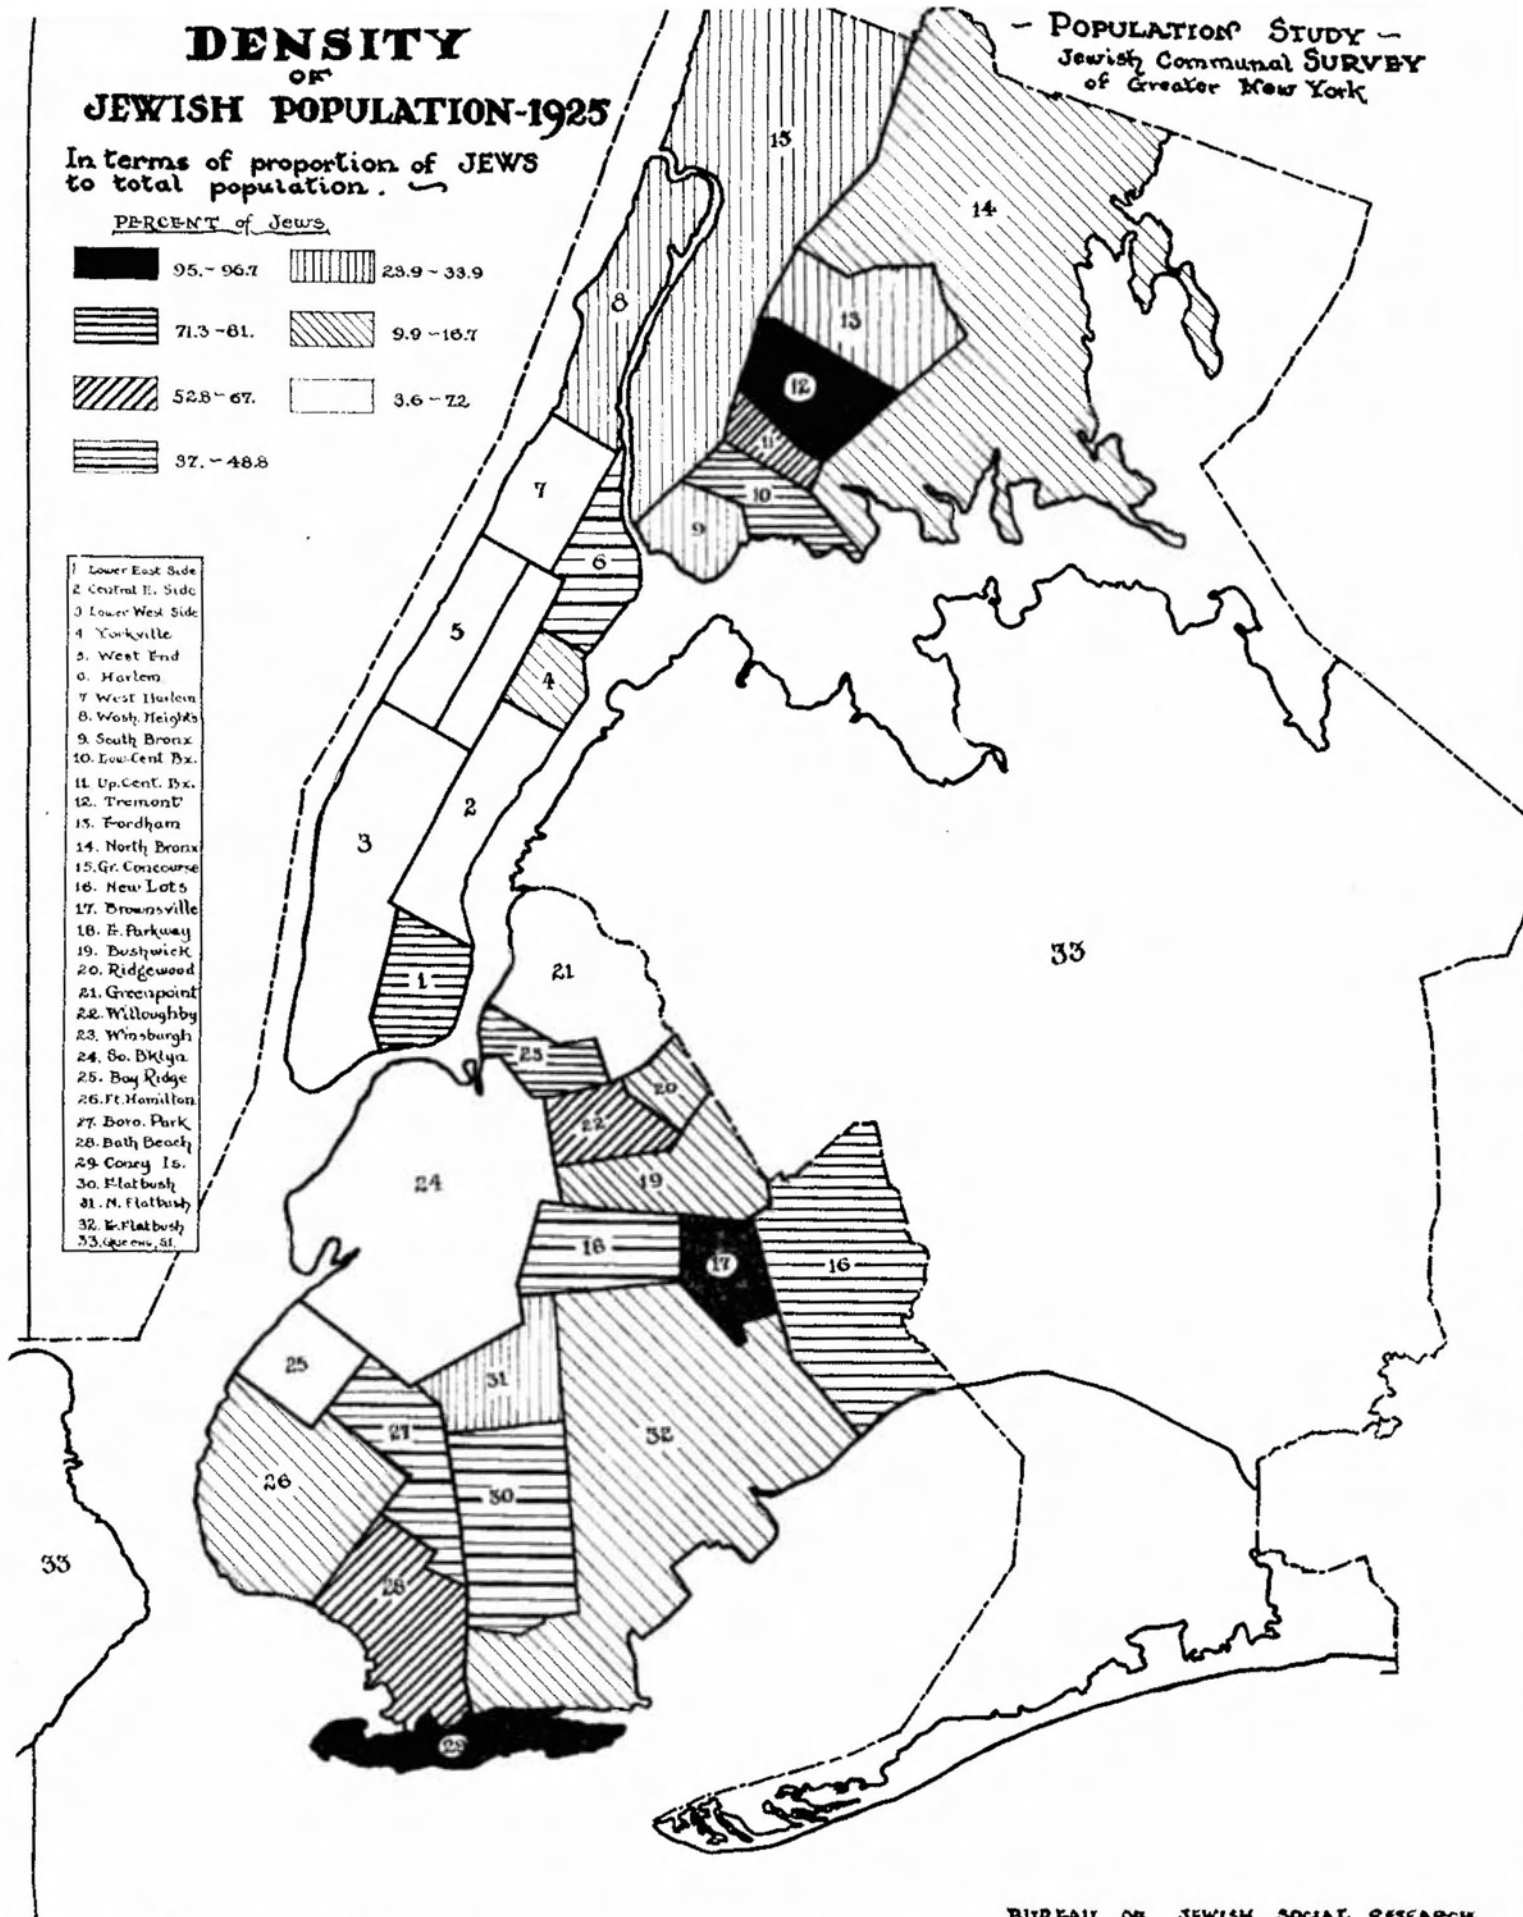 DENSITY
OF
JEWISH POPULATION-1925
In terms of proportion of JEWS
to total population.
PERCENT of Jews
95.-96.7
23.9-33.9
71.3-81.
9.9-16.7
52.8-67.
3.6-7.2
37.-48.8
- POPULATION STUDY -
Jewish Communal SURVEY
of Greater New York
1 Lower East Side
2 Central E. Side
3 Lower West Side
4 Yorkville
5. West End
6. Harlem
7 West Harlem
8. Wash. Heights
9. South Bronx
10. Low. Cent Bx.
11. Up. Cent. Bx.
12. Tremont
13. Fordham
14. North Bronx
15. Gr. Concourse
16. New Lots
17. Brownsville
18. E. Parkway
19. Bushwick
20. Ridgewood
21. Greenpoint
22. Willoughby
23. Wmsburgh
24. So. BKlyn
25. Bay Ridge
26. Ft. Hamilton
27. Boro. Park
28. Bath Beach
29. Coney Is.
30. Flatbush
31. N. Flatbush
32. E. Flatbush
33. Queens, S.I.
15
14
8
13
12
11
10
9
7
6
5
4
2
3
1
33
21
23
20
22
19
24
18
17
16
25
31
27
32
26
30
28
33
29
BUREAU OF JEWISH SOCIAL RESEARCH